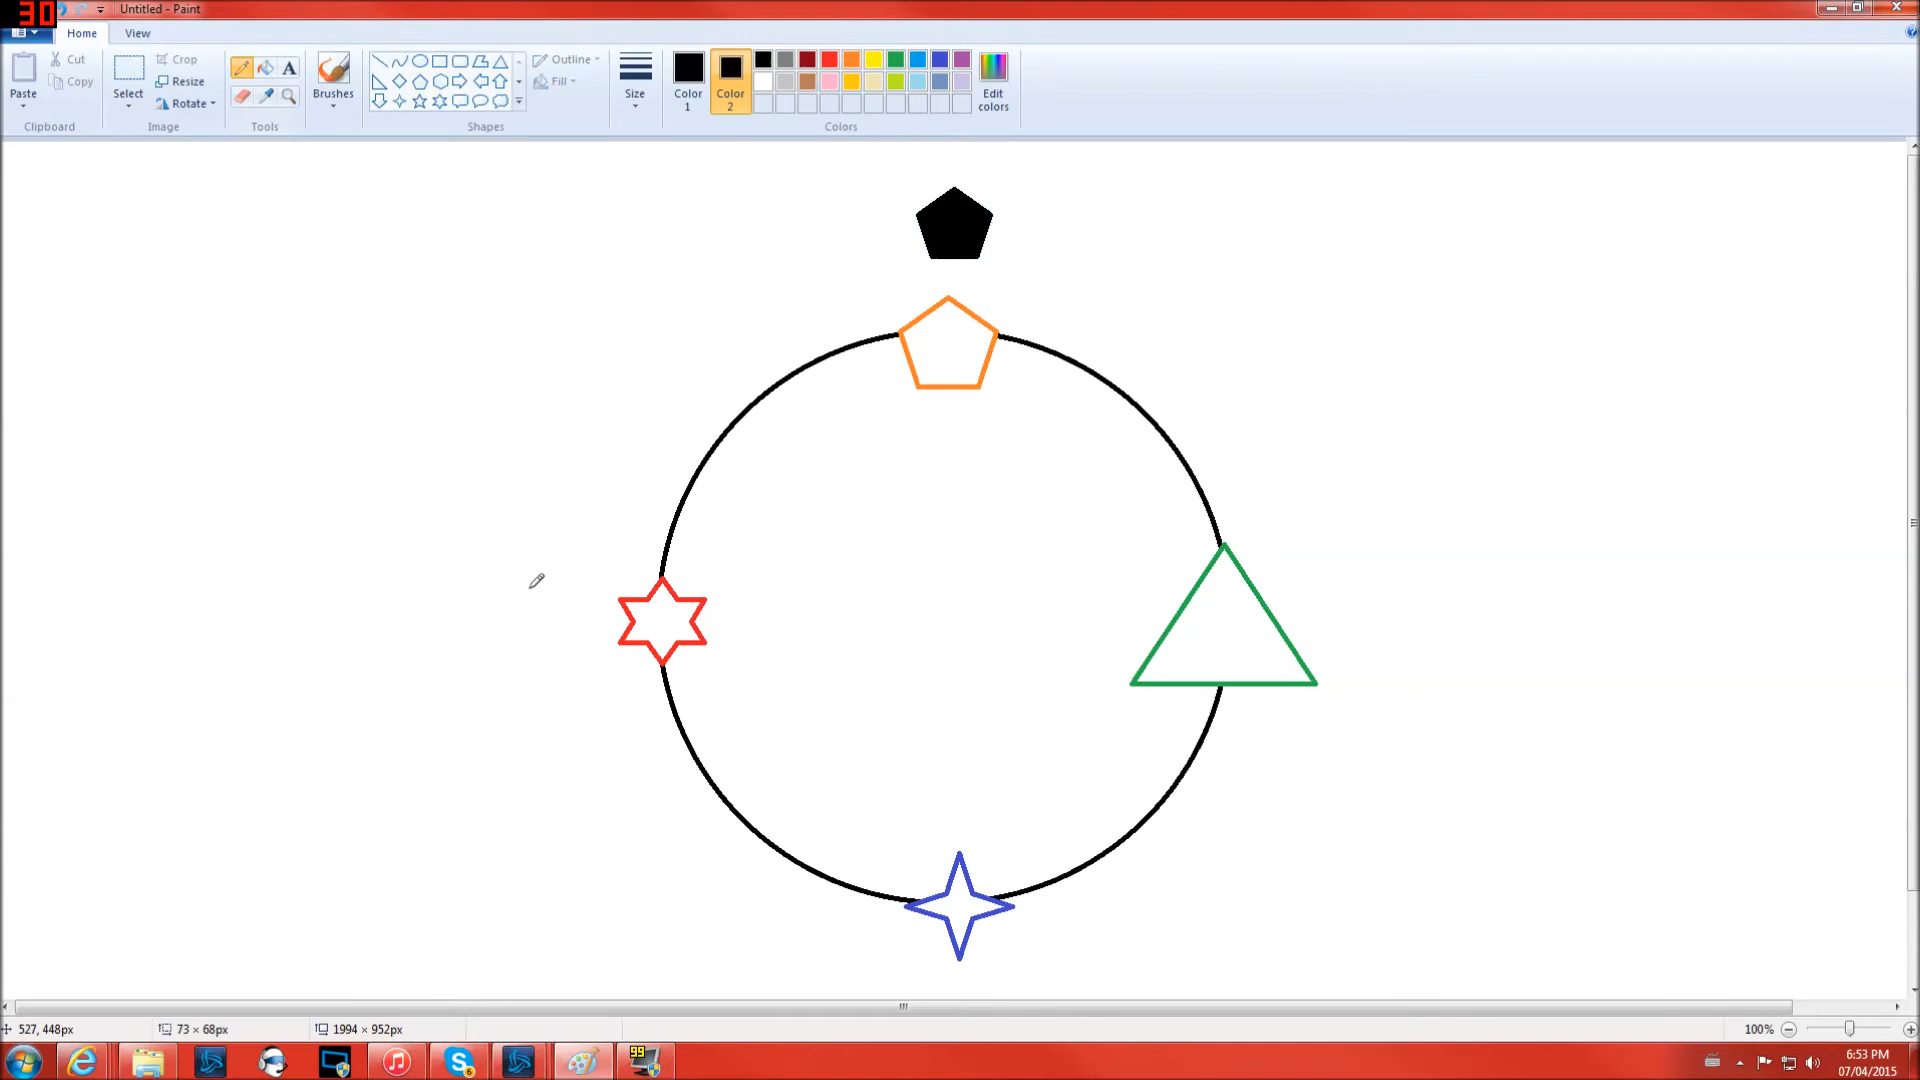 30
Untitled - Paint
Home
View
Paste
Cut
Copy
Clipboard
Select
Crop
Resize
Rotate
Image
A
Tools
Brushes
Shapes
Outline
Fill
Size
Color
1
Color
2
Edit
colors
Colors
527, 448px
73 × 68px
1994 × 952px
100%
99
6
6:53 PM
07/04/2015